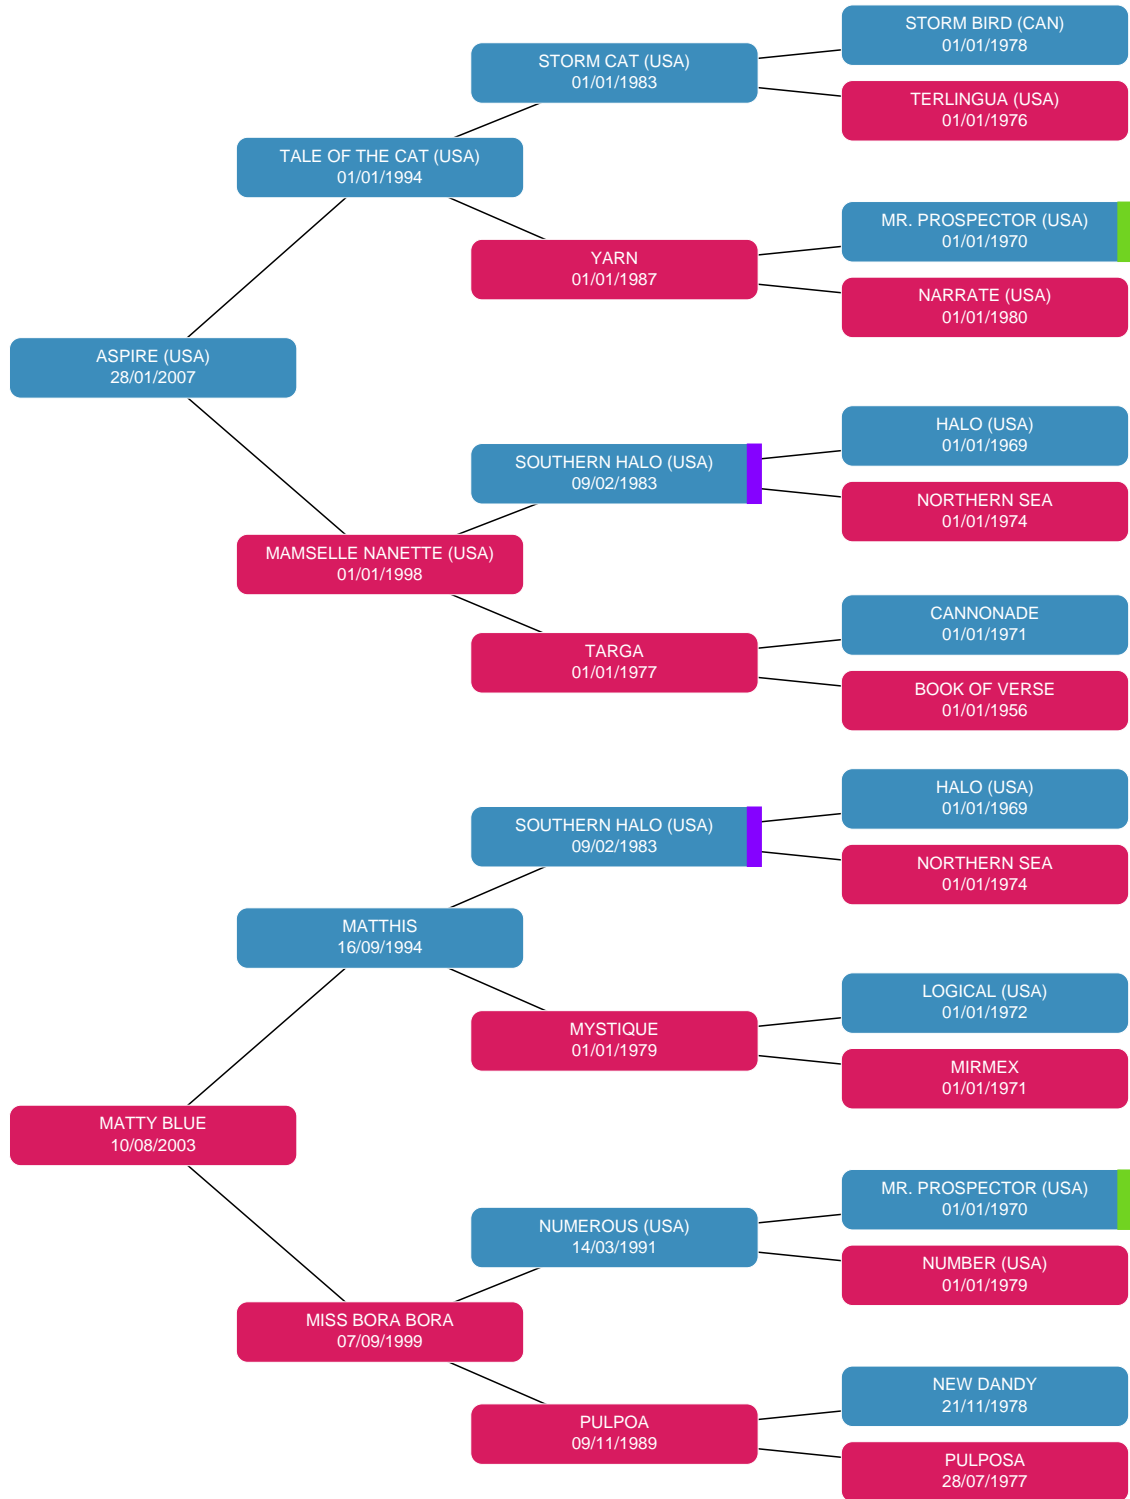 STORM BIRD (CAN)
01/01/1978
STORM CAT (USA)
01/01/1983
TERLINGUA (USA)
01/01/1976
TALE OF THE CAT (USA)
01/01/1994
MR. PROSPECTOR (USA)
01/01/1970
YARN
01/01/1987
NARRATE (USA)
01/01/1980
ASPIRE (USA)
28/01/2007
HALO (USA)
01/01/1969
SOUTHERN HALO (USA)
09/02/1983
NORTHERN SEA
01/01/1974
MAMSELLE NANETTE (USA)
01/01/1998
CANNONADE
01/01/1971
TARGA
01/01/1977
BOOK OF VERSE
01/01/1956
HALO (USA)
01/01/1969
SOUTHERN HALO (USA)
09/02/1983
NORTHERN SEA
01/01/1974
MATTHIS
16/09/1994
LOGICAL (USA)
01/01/1972
MYSTIQUE
01/01/1979
MIRMEX
01/01/1971
MATTY BLUE
10/08/2003
MR. PROSPECTOR (USA)
01/01/1970
NUMEROUS (USA)
14/03/1991
NUMBER (USA)
01/01/1979
MISS BORA BORA
07/09/1999
NEW DANDY
21/11/1978
PULPOA
09/11/1989
PULPOSA
28/07/1977